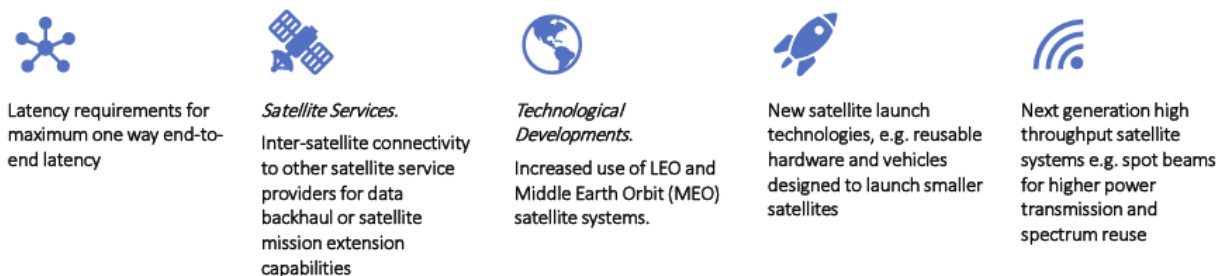 Latency requirements for
maximum one way end-to-
end latency
Satellite Services.
Inter-satellite connectivity
to other satellite service
providers for data
backhaul or satellite
mission extension
capabilities
Technological
Developments.
Increased use of LEO and
Middle Earth Orbit (MEO)
satellite systems.
New satellite launch
technologies, e.g. reusable
hardware and vehicles
designed to launch smaller
satellites
Next generation high
throughput satellite
systems e.g. spot beams
for higher power
transmission and
spectrum reuse